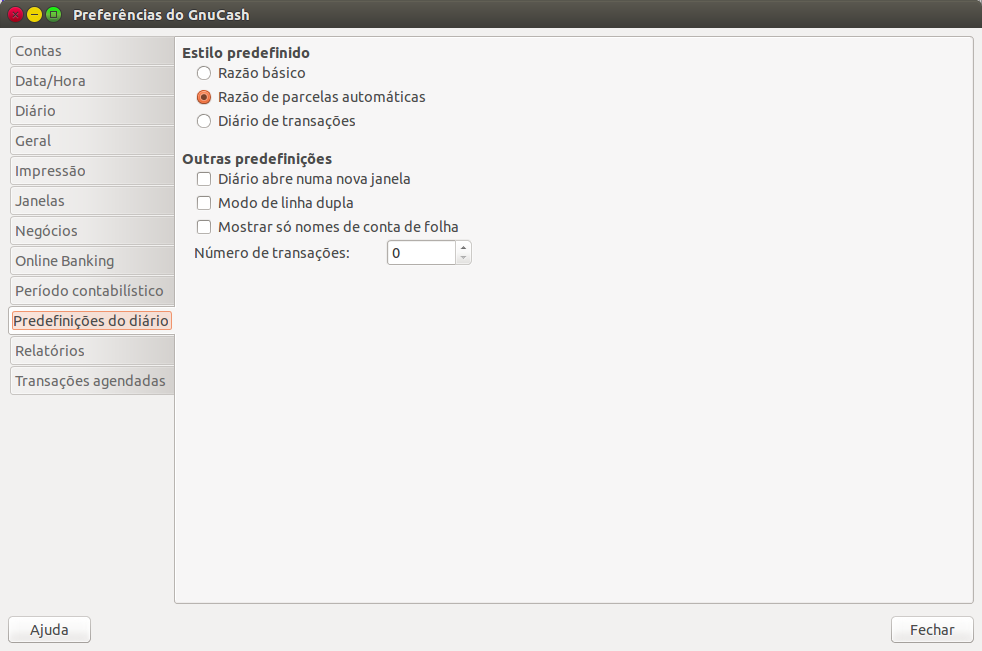 Preferências do GnuCash
Contas
Data/Hora
Diário
Geral
Impressão
Janelas
Negócios
Online Banking
Período contabilístico
Predefinições do diário
Relatórios
Transações agendadas
Estilo predefinido
Razão básico
Razão de parcelas automáticas
Diário de transações
Outras predefinições
Diário abre numa nova janela
Modo de linha dupla
Mostrar só nomes de conta de folha
Número de transações: 0
Ajuda
Fechar